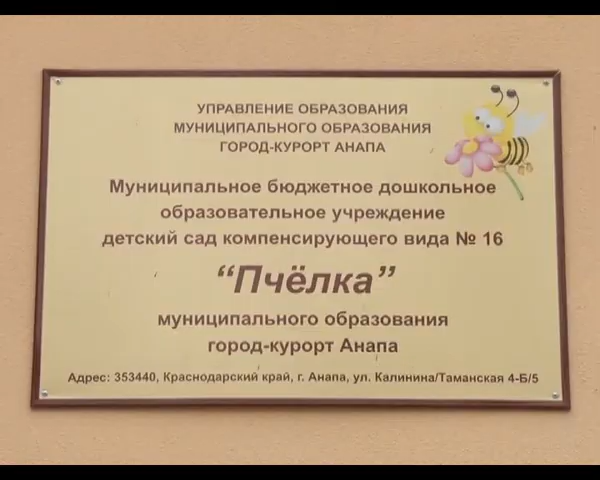 УПРАВЛЕНИЕ ОБРАЗОВАНИЯ
МУНИЦИПАЛЬНОГО ОБРАЗОВАНИЯ
ГОРОД-КУРОРТ АНАПА
Муниципальное бюджетное дошкольное
образовательное учреждение
детский сад компенсирующего вида № 16
“Пчёлка”
муниципального образования
город-курорт Анапа
Адрес: 353440, Краснодарский край, г. Анапа, ул. Калинина/Таманская 4-Б/5